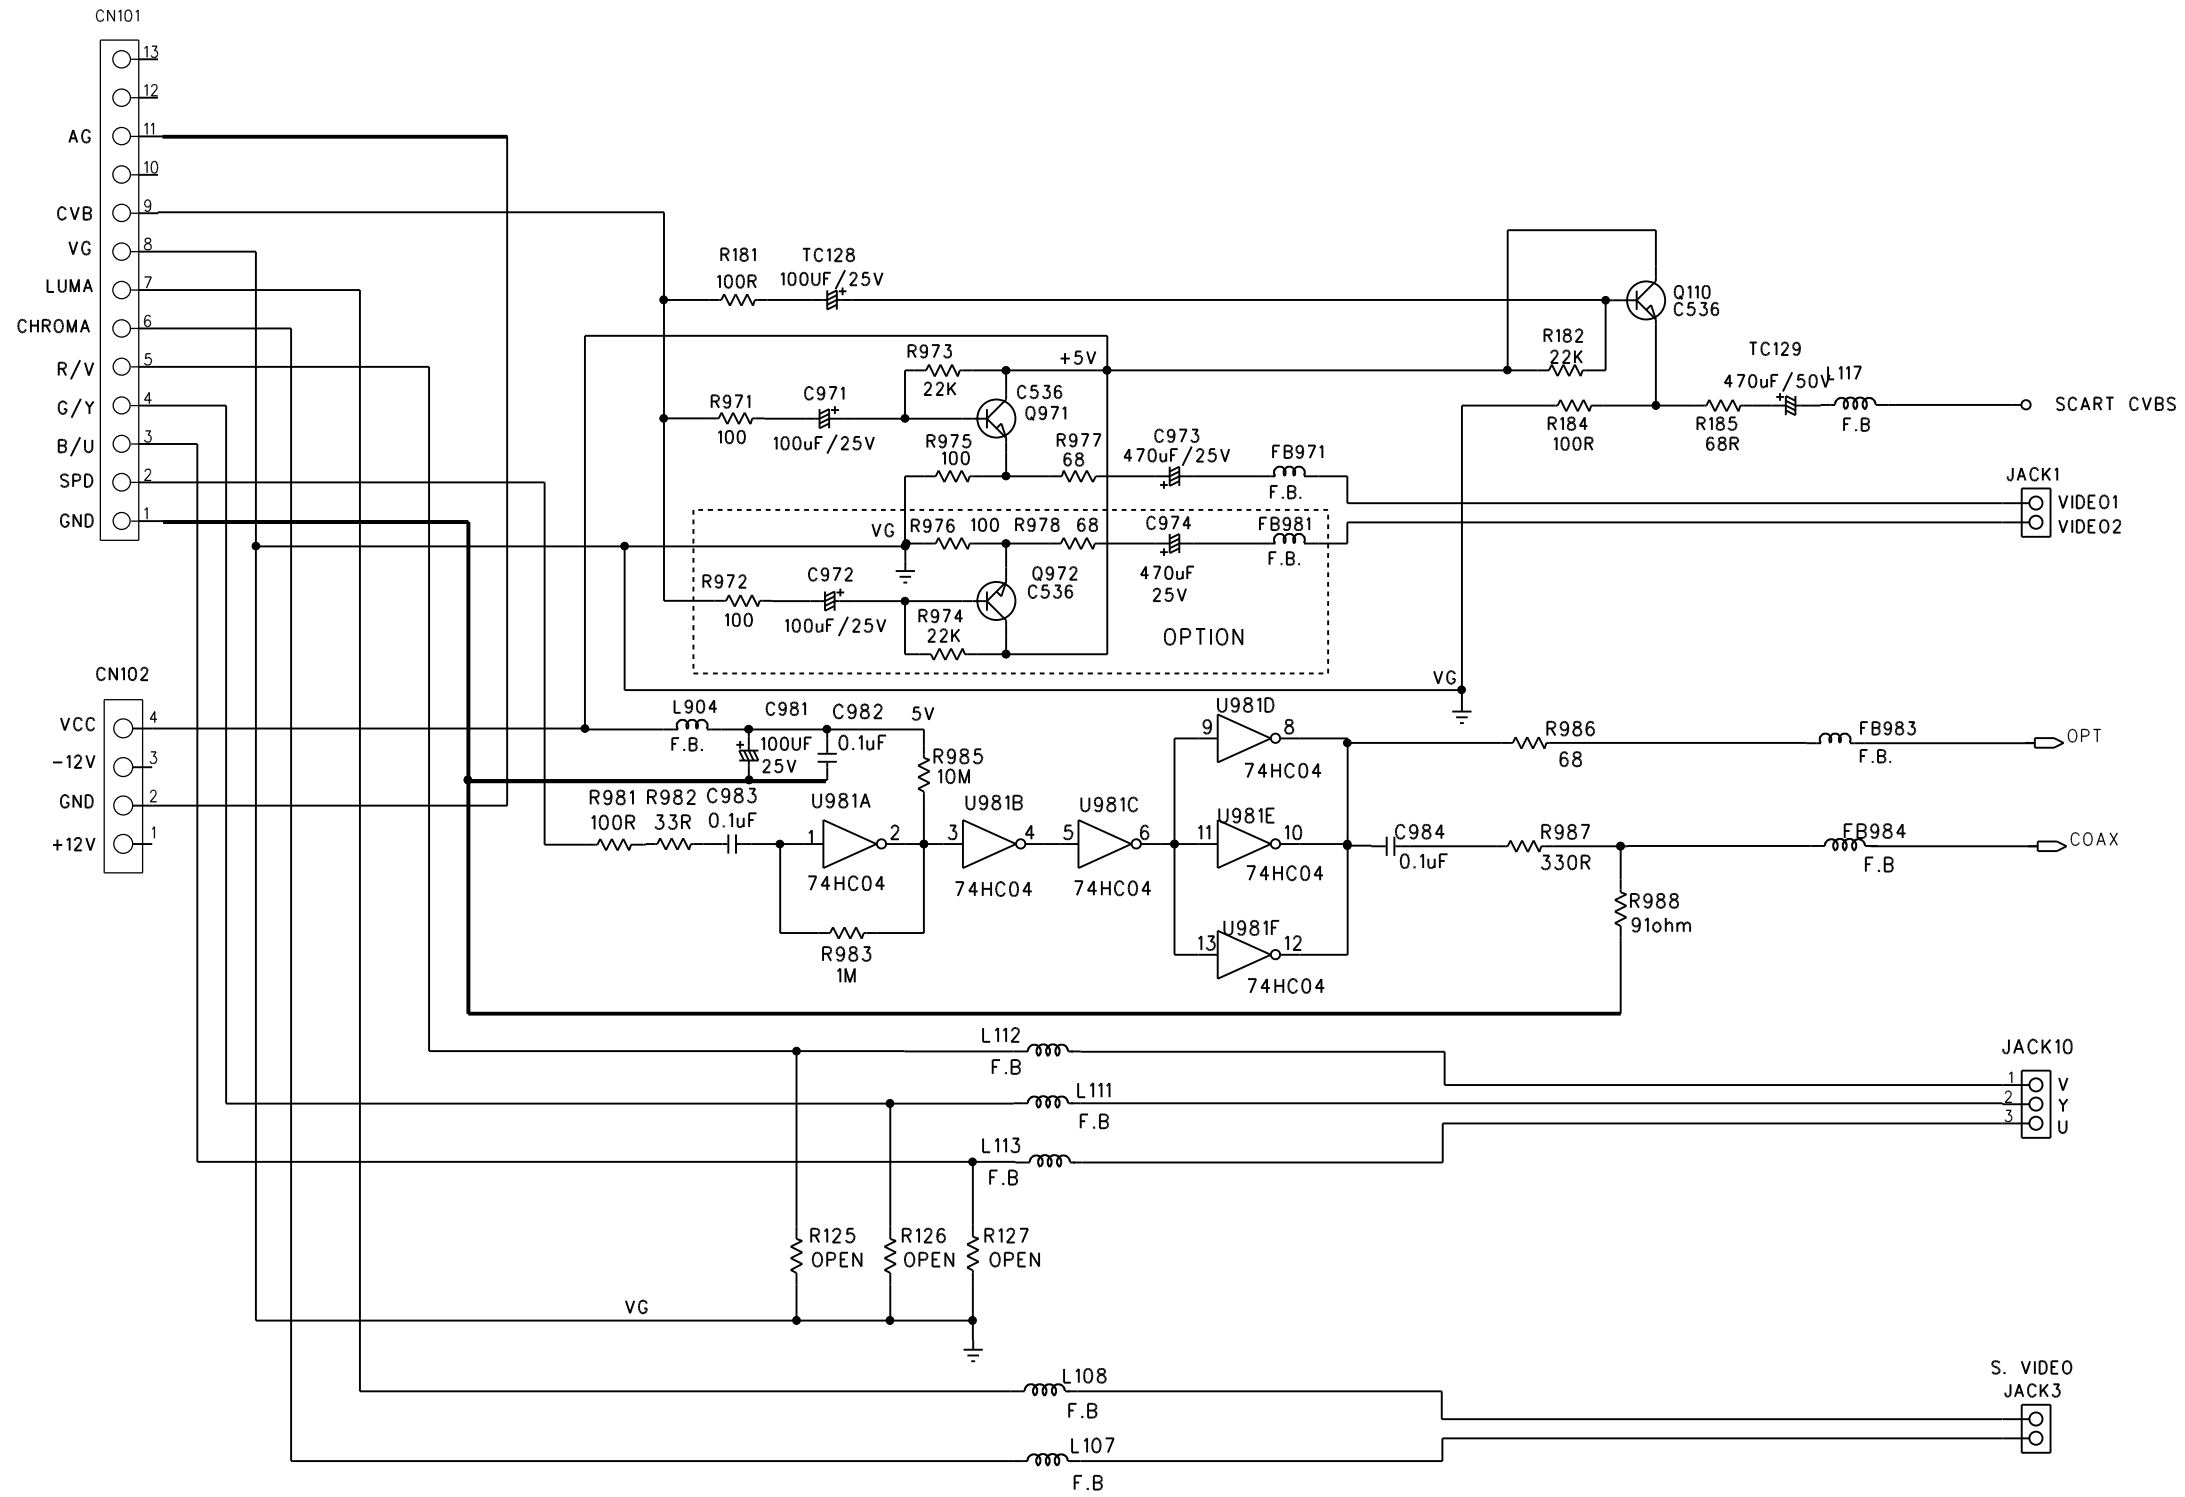 CN101
13
12
AG 11
10
CVB 9
VG 8
LUMA 7
CHROMA 6
R/V 5
G/Y 4
B/U 3
SPD 2
GND 1
R181
100R
TC128
100UF/25V
+
Q110
C536
R182
22K
TC129
470uF/50V
+
L117
F.B
SCART CVBS
R184
100R
R185
68R
R973
22K
+5V
C536
Q971
R971
100
C971
+
100uF/25V
R975
100
R977
68
C973
470uF/25V
+
FB971
F.B.
JACK1
VIDEO1
VIDEO2
VG
R976 100
R978 68
C974
+
470uF
25V
FB981
F.B.
R972
100
C972
+
100uF/25V
Q972
C536
R974
22K
OPTION
VG
CN102
VCC 4
-12V 3
GND 2
+12V 1
L904
F.B.
C981
+
100UF
25V
C982
0.1uF
5V
R985
10M
R981
100R
R982
33R
C983
0.1uF
U981A
1
2
74HC04
R983
1M
U981B
3
4
74HC04
U981C
5
6
74HC04
U981D
9
8
74HC04
U981E
11
10
74HC04
U981F
13
12
74HC04
R986
68
FB983
F.B.
OPT
C984
0.1uF
R987
330R
FB984
F.B
COAX
R988
91ohm
L112
F.B
L111
F.B
L113
F.B
JACK10
1 V
2 Y
3 U
R125
OPEN
R126
OPEN
R127
OPEN
VG
L108
F.B
L107
F.B
S. VIDEO
JACK3